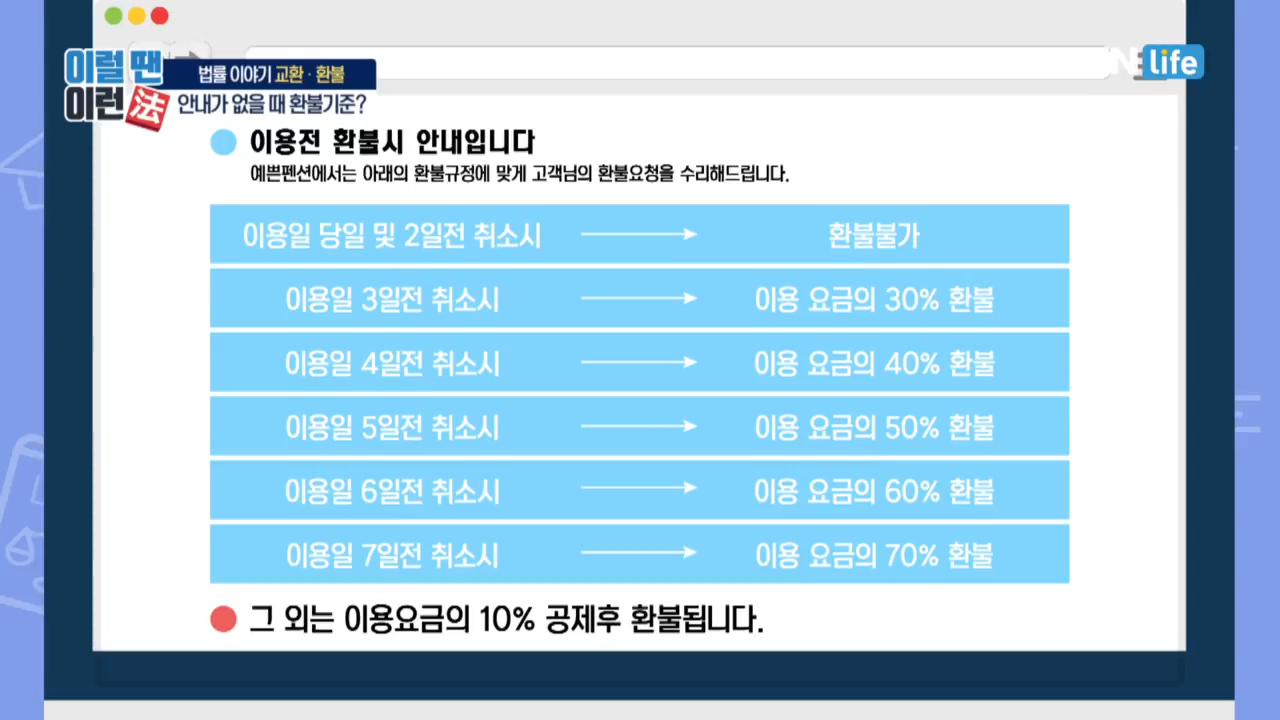 이럴 땐
이런 法
법률 이야기 교환·환불
안내가 없을 때 환불기준?
life
이용전 환불시 안내입니다
예쁜펜션에서는 아래의 환불규정에 맞게 고객님의 환불요청을 수리해드립니다.
이용일 당일 및 2일전 취소시 환불불가
이용일 3일전 취소시 이용 요금의 30% 환불
이용일 4일전 취소시 이용 요금의 40% 환불
이용일 5일전 취소시 이용 요금의 50% 환불
이용일 6일전 취소시 이용 요금의 60% 환불
이용일 7일전 취소시 이용 요금의 70% 환불
그 외는 이용요금의 10% 공제후 환불됩니다.